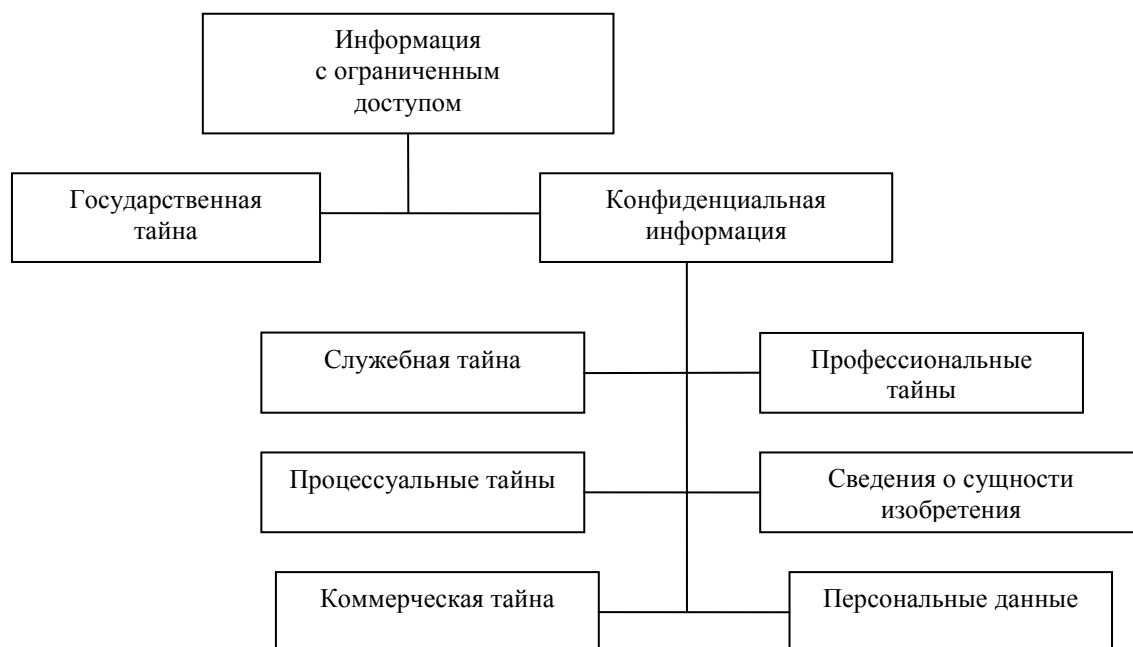 Информация
с ограниченным
доступом
Государственная
тайна
Конфиденциальная
информация
Служебная тайна
Профессиональные
тайны
Процессуальные тайны
Сведения о сущности
изобретения
Коммерческая тайна
Персональные данные